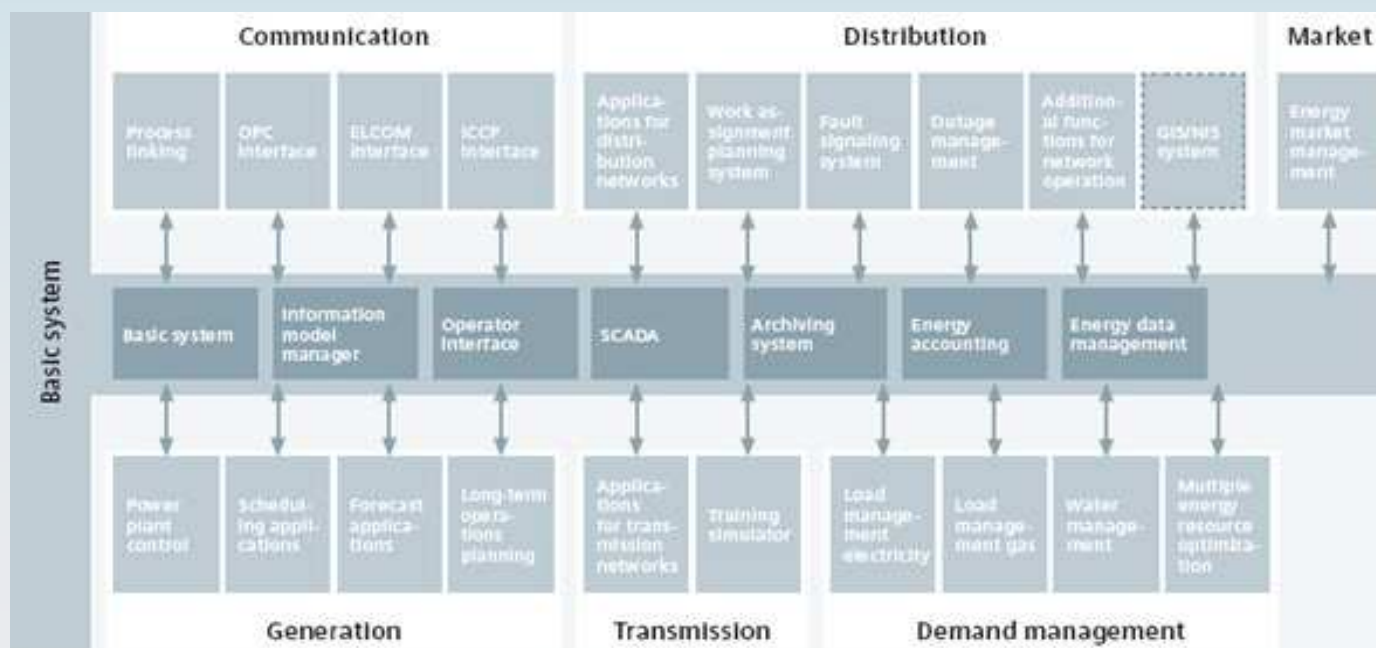 Communication
Distribution
Market
Process
linking
OPC
interface
ELCOM
interface
ICCP
interface
Applica-
tions for
distri-
bution
networks
Work as-
signment
planning
system
Fault
signaling
system
Outage
manage-
ment
Addition-
al func-
tions for
network
operation
GIS/NIS
system
Energy
market
manage-
ment
Basic system
Basic system
Information
model
manager
Operator
interface
SCADA
Archiving
system
Energy
accounting
Energy data
management
Power
plant
control
Schedul-
ing appli-
cations
Forecast
applica-
tions
Long-term
opera-
tions
planning
Applica-
tions
for trans-
mission
networks
Training
simulator
Load
manage-
ment
electricity
Load
manage-
ment gas
Water
manage-
ment
Multiple
energy
resource
optimiza-
tion
Generation
Transmission
Demand management